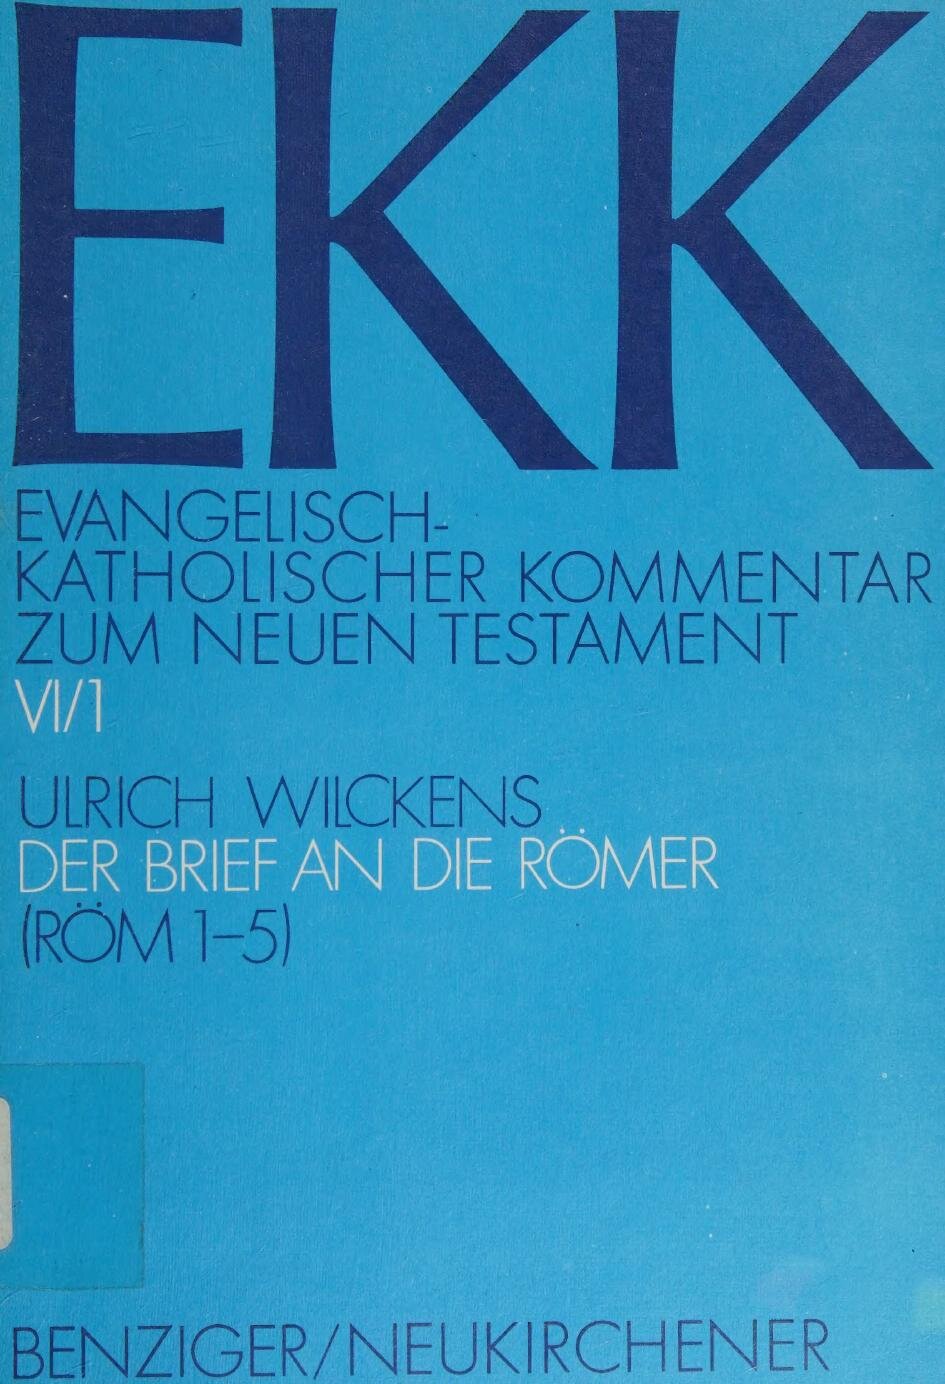 EKK
EVANGELISCH-
KATHOLISCHER KOMMENTAR
ZUM NEUEN TESTAMENT
VI/1
ULRICH WILCKENS
DER BRIEF AN DIE RÖMER
(RÖM 1–5)
BENZIGER/NEUKIRCHENER